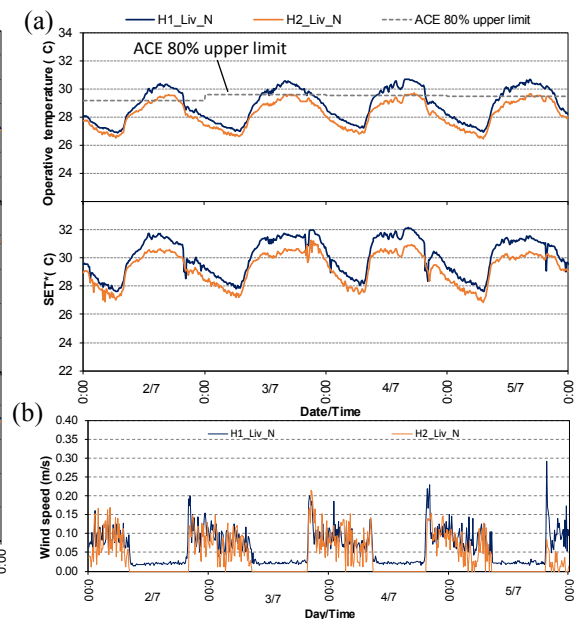 (a)
H1_Liv_N H2_Liv_N ACE 80% upper limit
ACE 80% upper limit
Operative temperature ( C)
34
32
30
28
26
24
SET*( C)
32
30
28
26
24
22
0:00 2/7 0:00 3/7 0:00 4/7 0:00 5/7 0:00
Date/Time
(b)
H1_Liv_N H2_Liv_N
Wind speed (m/s)
0.40
0.35
0.30
0.25
0.20
0.15
0.10
0.05
0.00
0:00 2/7 0:00 3/7 0:00 4/7 0:00 5/7 0:00
Day/Time
0:00